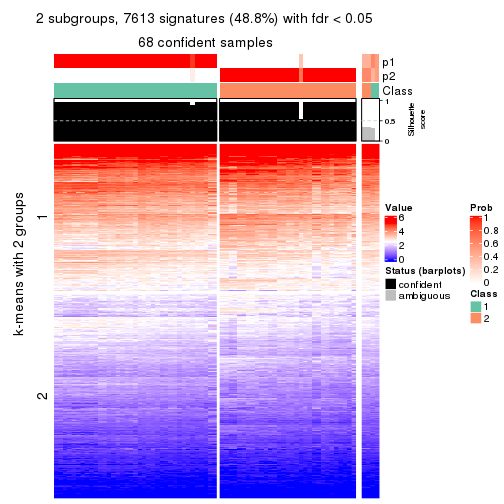 2 subgroups, 7613 signatures (48.8%) with fdr < 0.05
68 confident samples
p1
p2
Class
1
0.5
0
Silhouette
score
k-means with 2 groups
1
2
Value
6
4
2
0
Status (barplots)
confident
ambiguous
Prob
1
0.8
0.6
0.4
0.2
0
Class
1
2